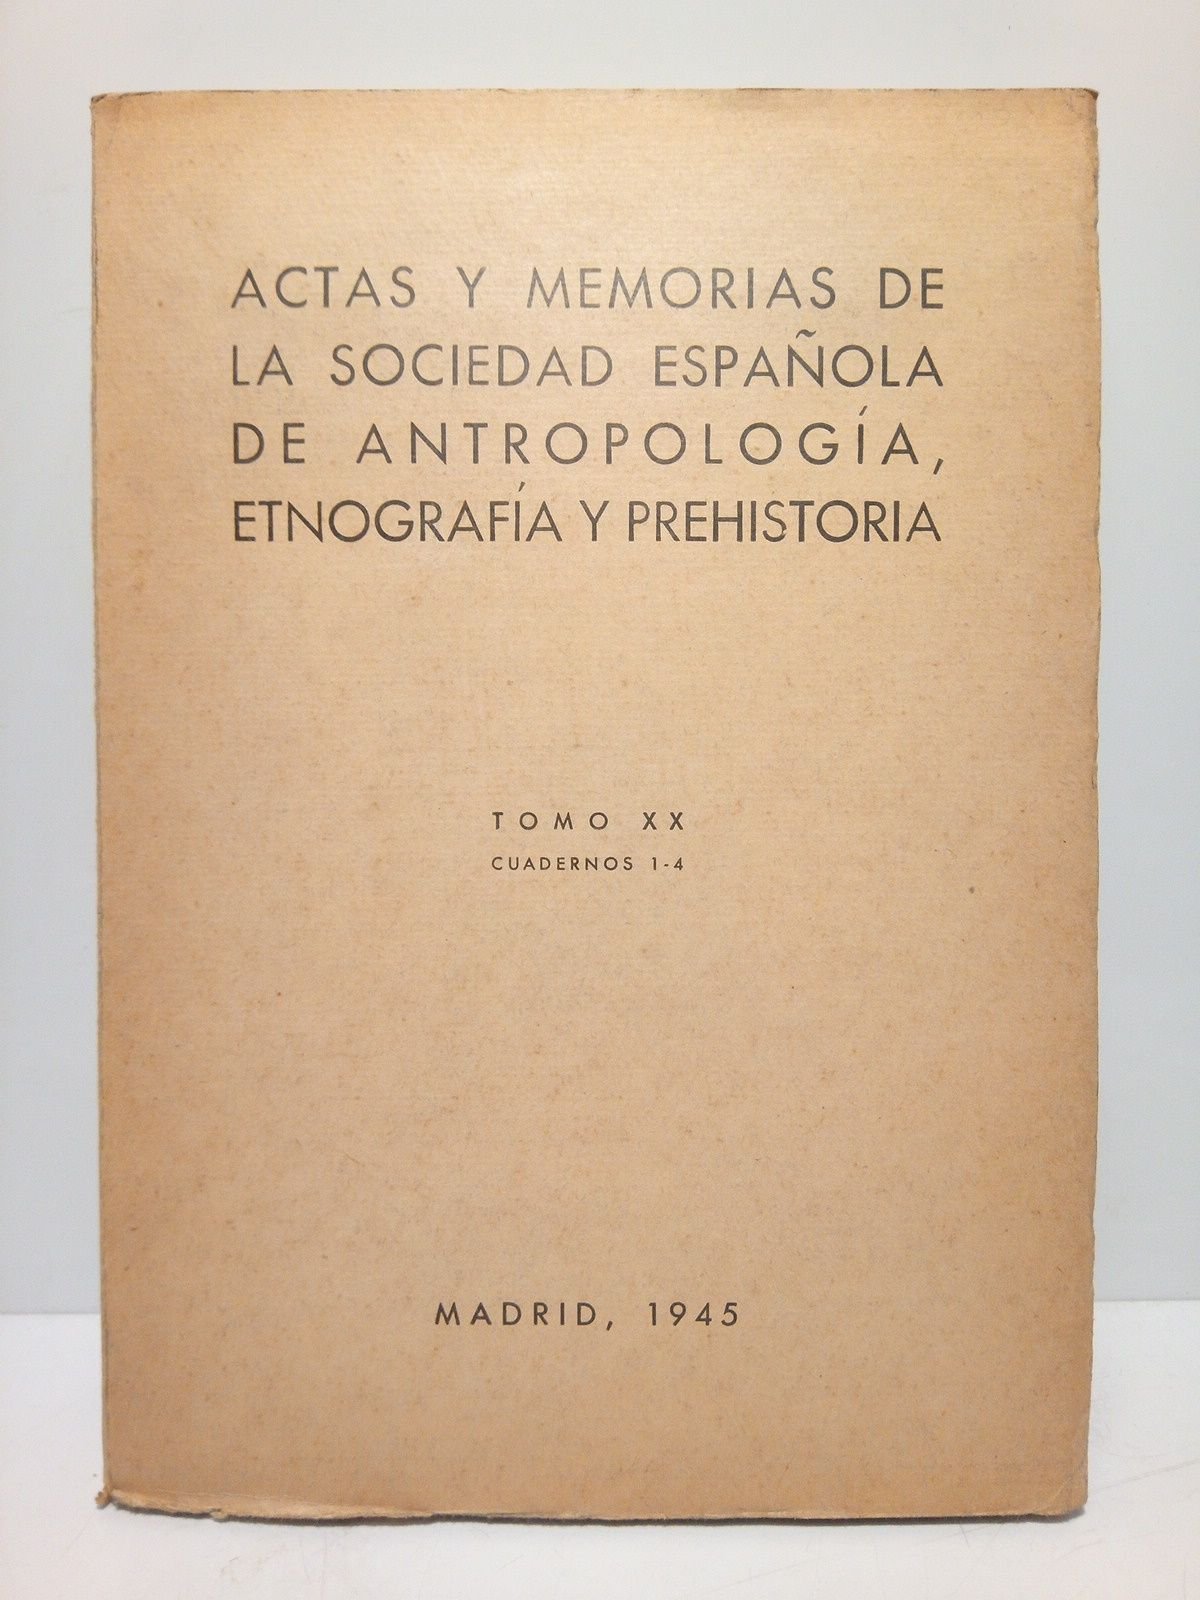 ACTAS Y MEMORIAS DE
LA SOCIEDAD ESPAÑOLA
DE ANTROPOLOGÍA,
ETNOGRAFÍA Y PREHISTORIA
TOMO XX
CUADERNOS 1-4
MADRID, 1945